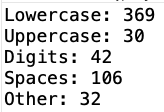 Lowercase: 369
Uppercase: 30
Digits: 42
Spaces: 106
Other: 32